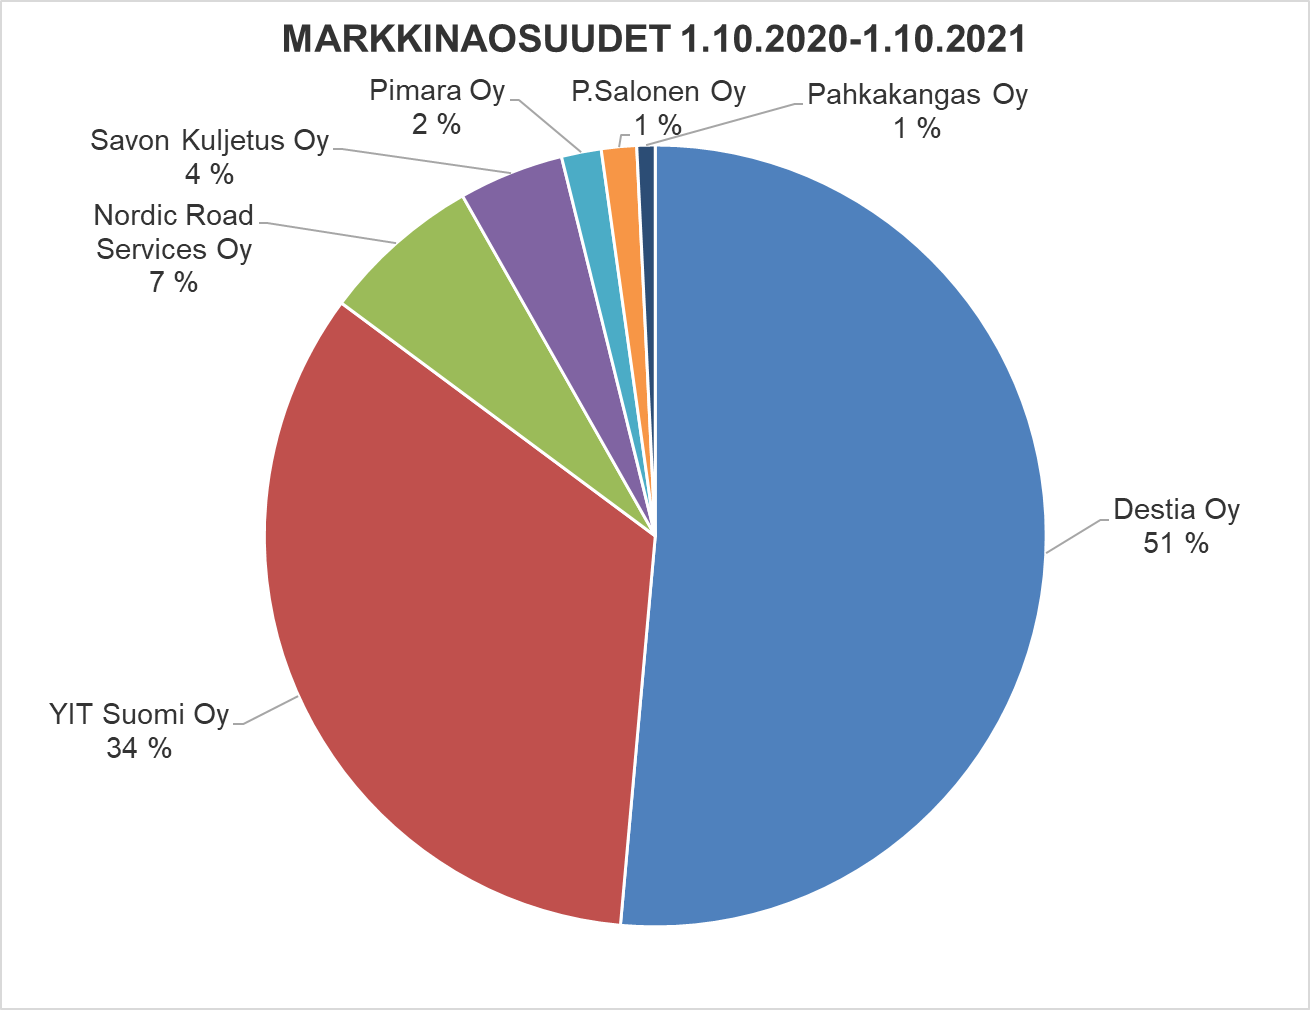 MARKKINAOSUUDET 1.10.2020-1.10.2021
Pimara Oy
2 %
P.Salonen Oy
1 %
Pahkakangas Oy
1 %
Savon Kuljetus Oy
4 %
Nordic Road
Services Oy
7 %
Destia Oy
51 %
YIT Suomi Oy
34 %